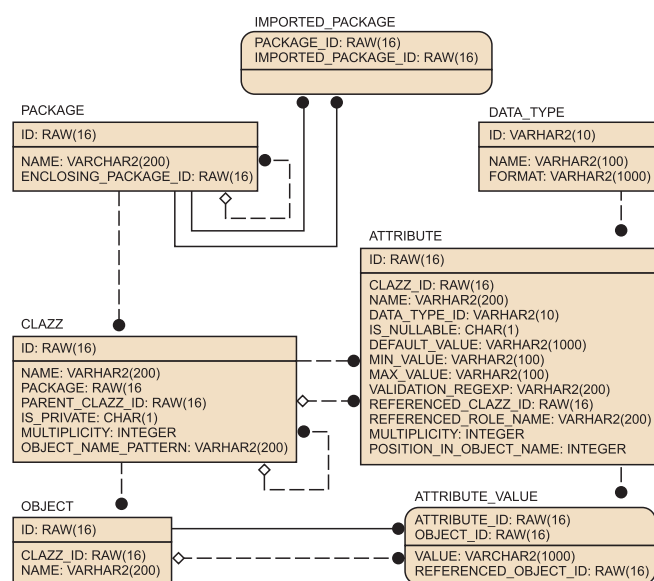 IMPORTED_PACKAGE
PACKAGE_ID: RAW(16)
IMPORTED_PACKAGE_ID: RAW(16)
PACKAGE
ID: RAW(16)
NAME: VARCHAR2(200)
ENCLOSING_PACKAGE_ID: RAW(16)
DATA_TYPE
ID: VARHAR2(10)
NAME: VARHAR2(100)
FORMAT: VARHAR2(1000)
ATTRIBUTE
ID: RAW(16)
CLAZZ_ID: RAW(16)
NAME: VARHAR2(200)
DATA_TYPE_ID: VARHAR2(10)
IS_NULLABLE: CHAR(1)
DEFAULT_VALUE: VARHAR2(1000)
MIN_VALUE: VARHAR2(100)
MAX_VALUE: VARHAR2(100)
VALIDATION_REGEXP: VARHAR2(200)
REFERENCED_CLAZZ_ID: RAW(16)
REFERENCED_ROLE_NAME: VARHAR2(200)
MULTIPLICITY: INTEGER
POSITION_IN_OBJECT_NAME: INTEGER
CLAZZ
ID: RAW(16)
NAME: VARHAR2(200)
PACKAGE: RAW(16
PARENT_CLAZZ_ID: RAW(16)
IS_PRIVATE: CHAR(1)
MULTIPLICITY: INTEGER
OBJECT_NAME_PATTERN: VARHAR2(200)
OBJECT
ID: RAW(16)
CLAZZ_ID: RAW(16)
NAME: VARHAR2(200)
ATTRIBUTE_VALUE
ATTRIBUTE_ID: RAW(16)
OBJECT_ID: RAW(16)
VALUE: VARCHAR2(1000)
REFERENCED_OBJECT_ID: RAW(16)